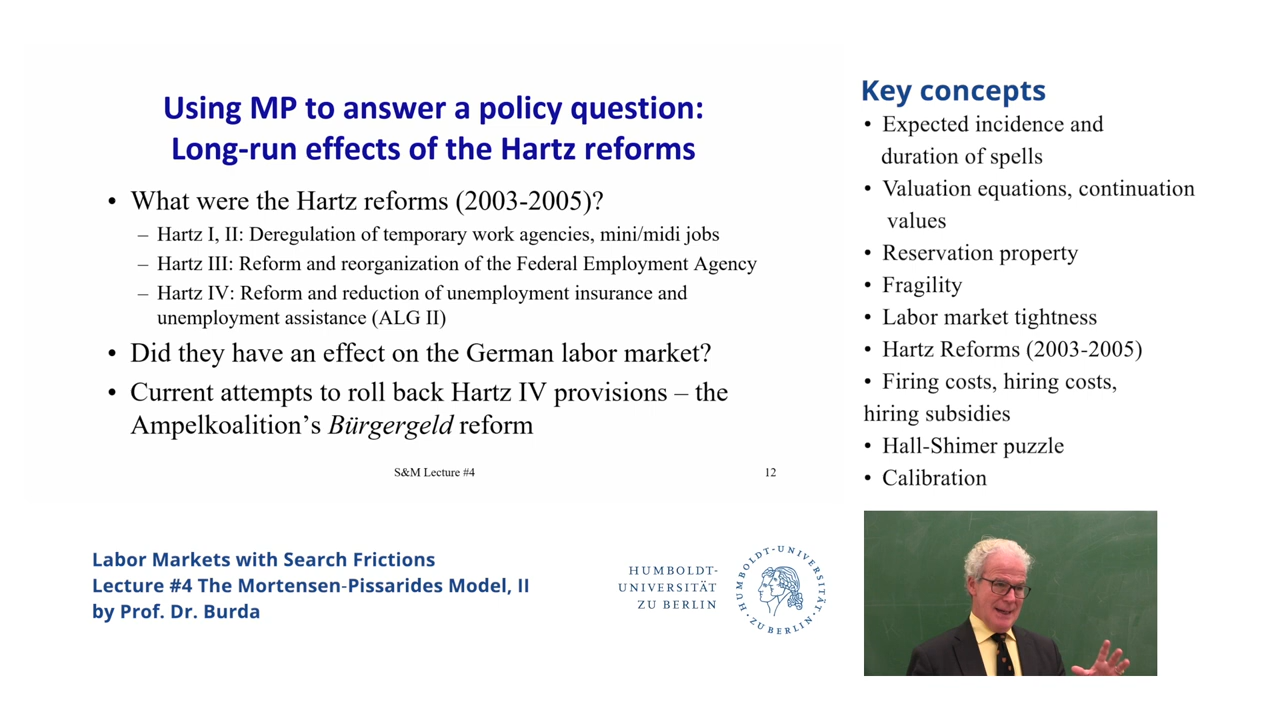 Using MP to answer a policy question:
Long-run effects of the Hartz reforms
• What were the Hartz reforms (2003-2005)?
– Hartz I, II: Deregulation of temporary work agencies, mini/midi jobs
– Hartz III: Reform and reorganization of the Federal Employment Agency
– Hartz IV: Reform and reduction of unemployment insurance and
unemployment assistance (ALG II)
• Did they have an effect on the German labor market?
• Current attempts to roll back Hartz IV provisions – the
Ampelkoalition’s Bürgergeld reform
S&M Lecture #4
12
Key concepts
• Expected incidence and
duration of spells
• Valuation equations, continuation
values
• Reservation property
• Fragility
• Labor market tightness
• Hartz Reforms (2003-2005)
• Firing costs, hiring costs,
hiring subsidies
• Hall-Shimer puzzle
• Calibration
Labor Markets with Search Frictions
Lecture #4 The Mortensen-Pissarides Model, II
by Prof. Dr. Burda
HUMBOLDT-
UNIVERSITÄT
ZU BERLIN
HUMBOLDT-UNIVERSITÄT
· ZU BERLIN ·